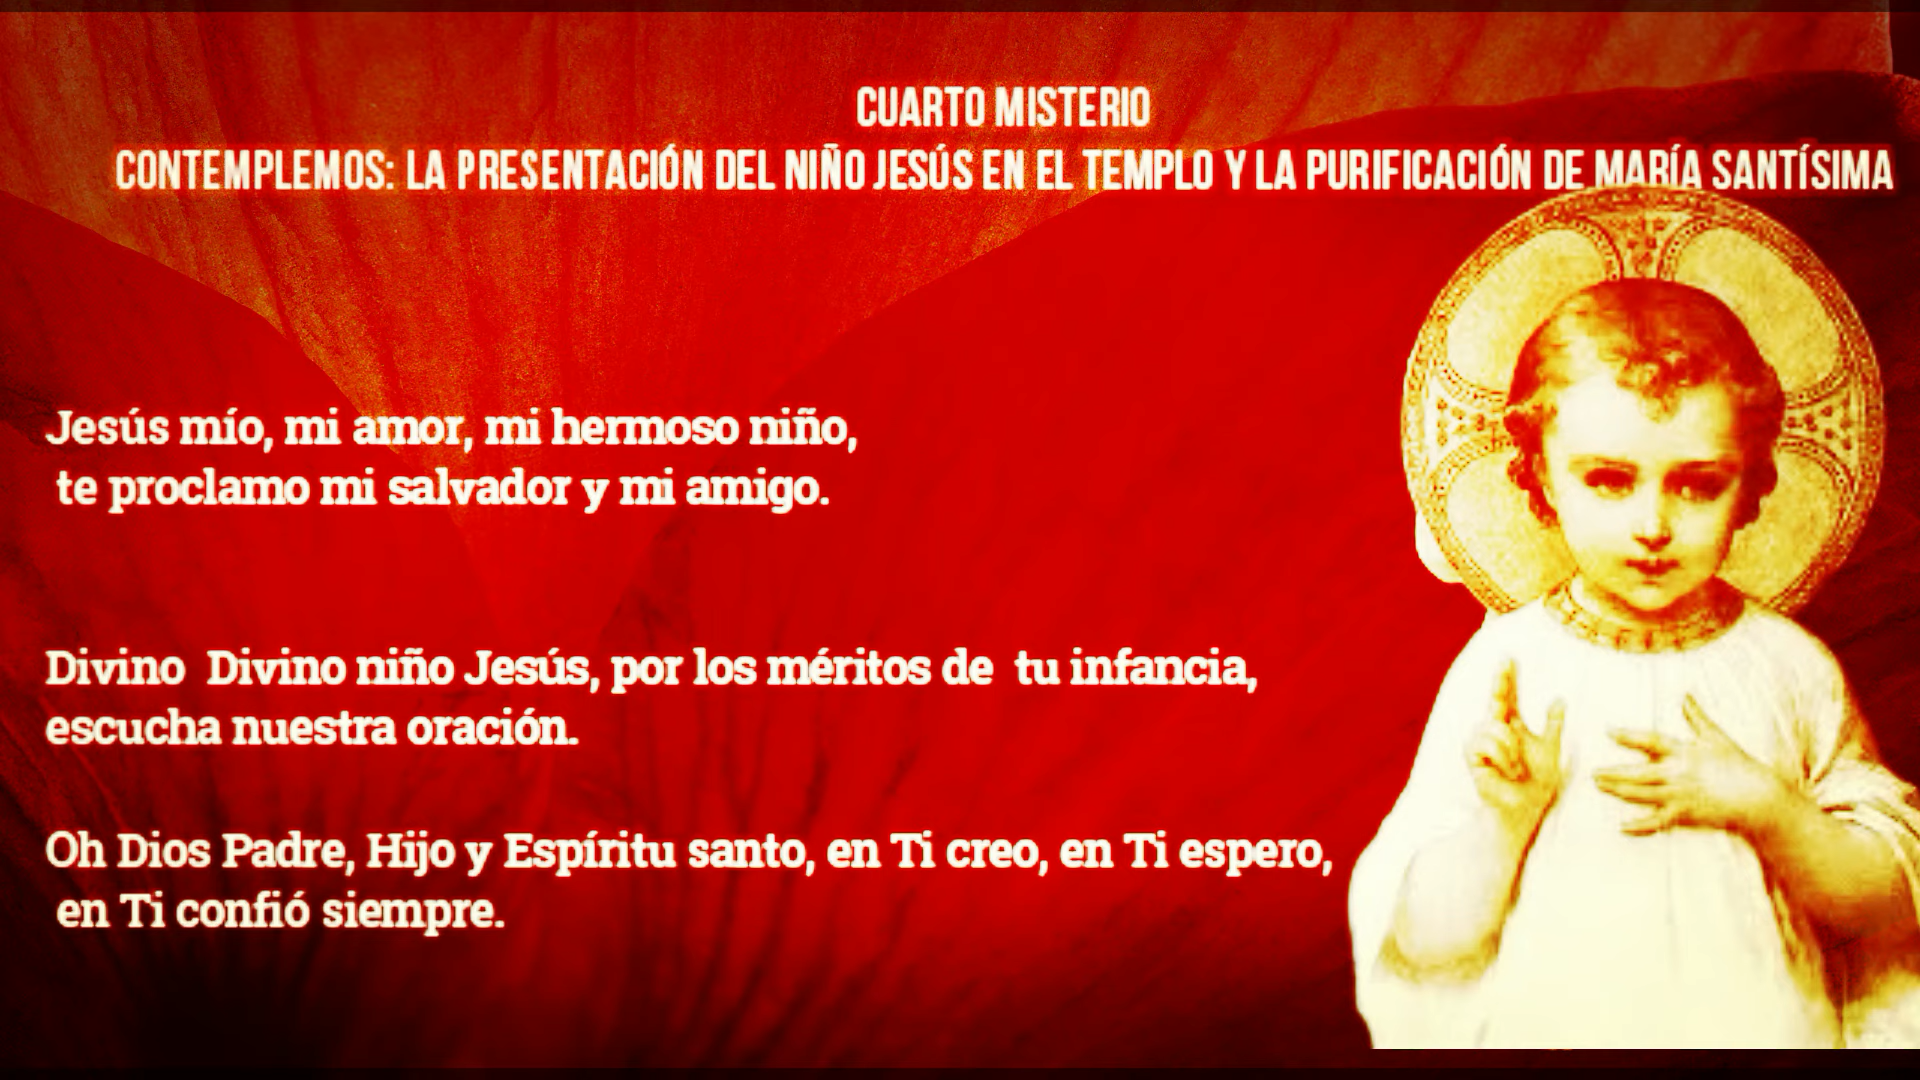 CUARTO MISTERIO
CONTEMPLEMOS: LA PRESENTACIÓN DEL NIÑO JESÚS EN EL TEMPLO Y LA PURIFICACIÓN DE MARÍA SANTÍSIMA
Jesús mío, mi amor, mi hermoso niño,
te proclamo mi salvador y mi amigo.
Divino  Divino niño Jesús, por los méritos de  tu infancia,
escucha nuestra oración.
Oh Dios Padre, Hijo y Espíritu santo, en Ti creo, en Ti espero,
en Ti confió siempre.